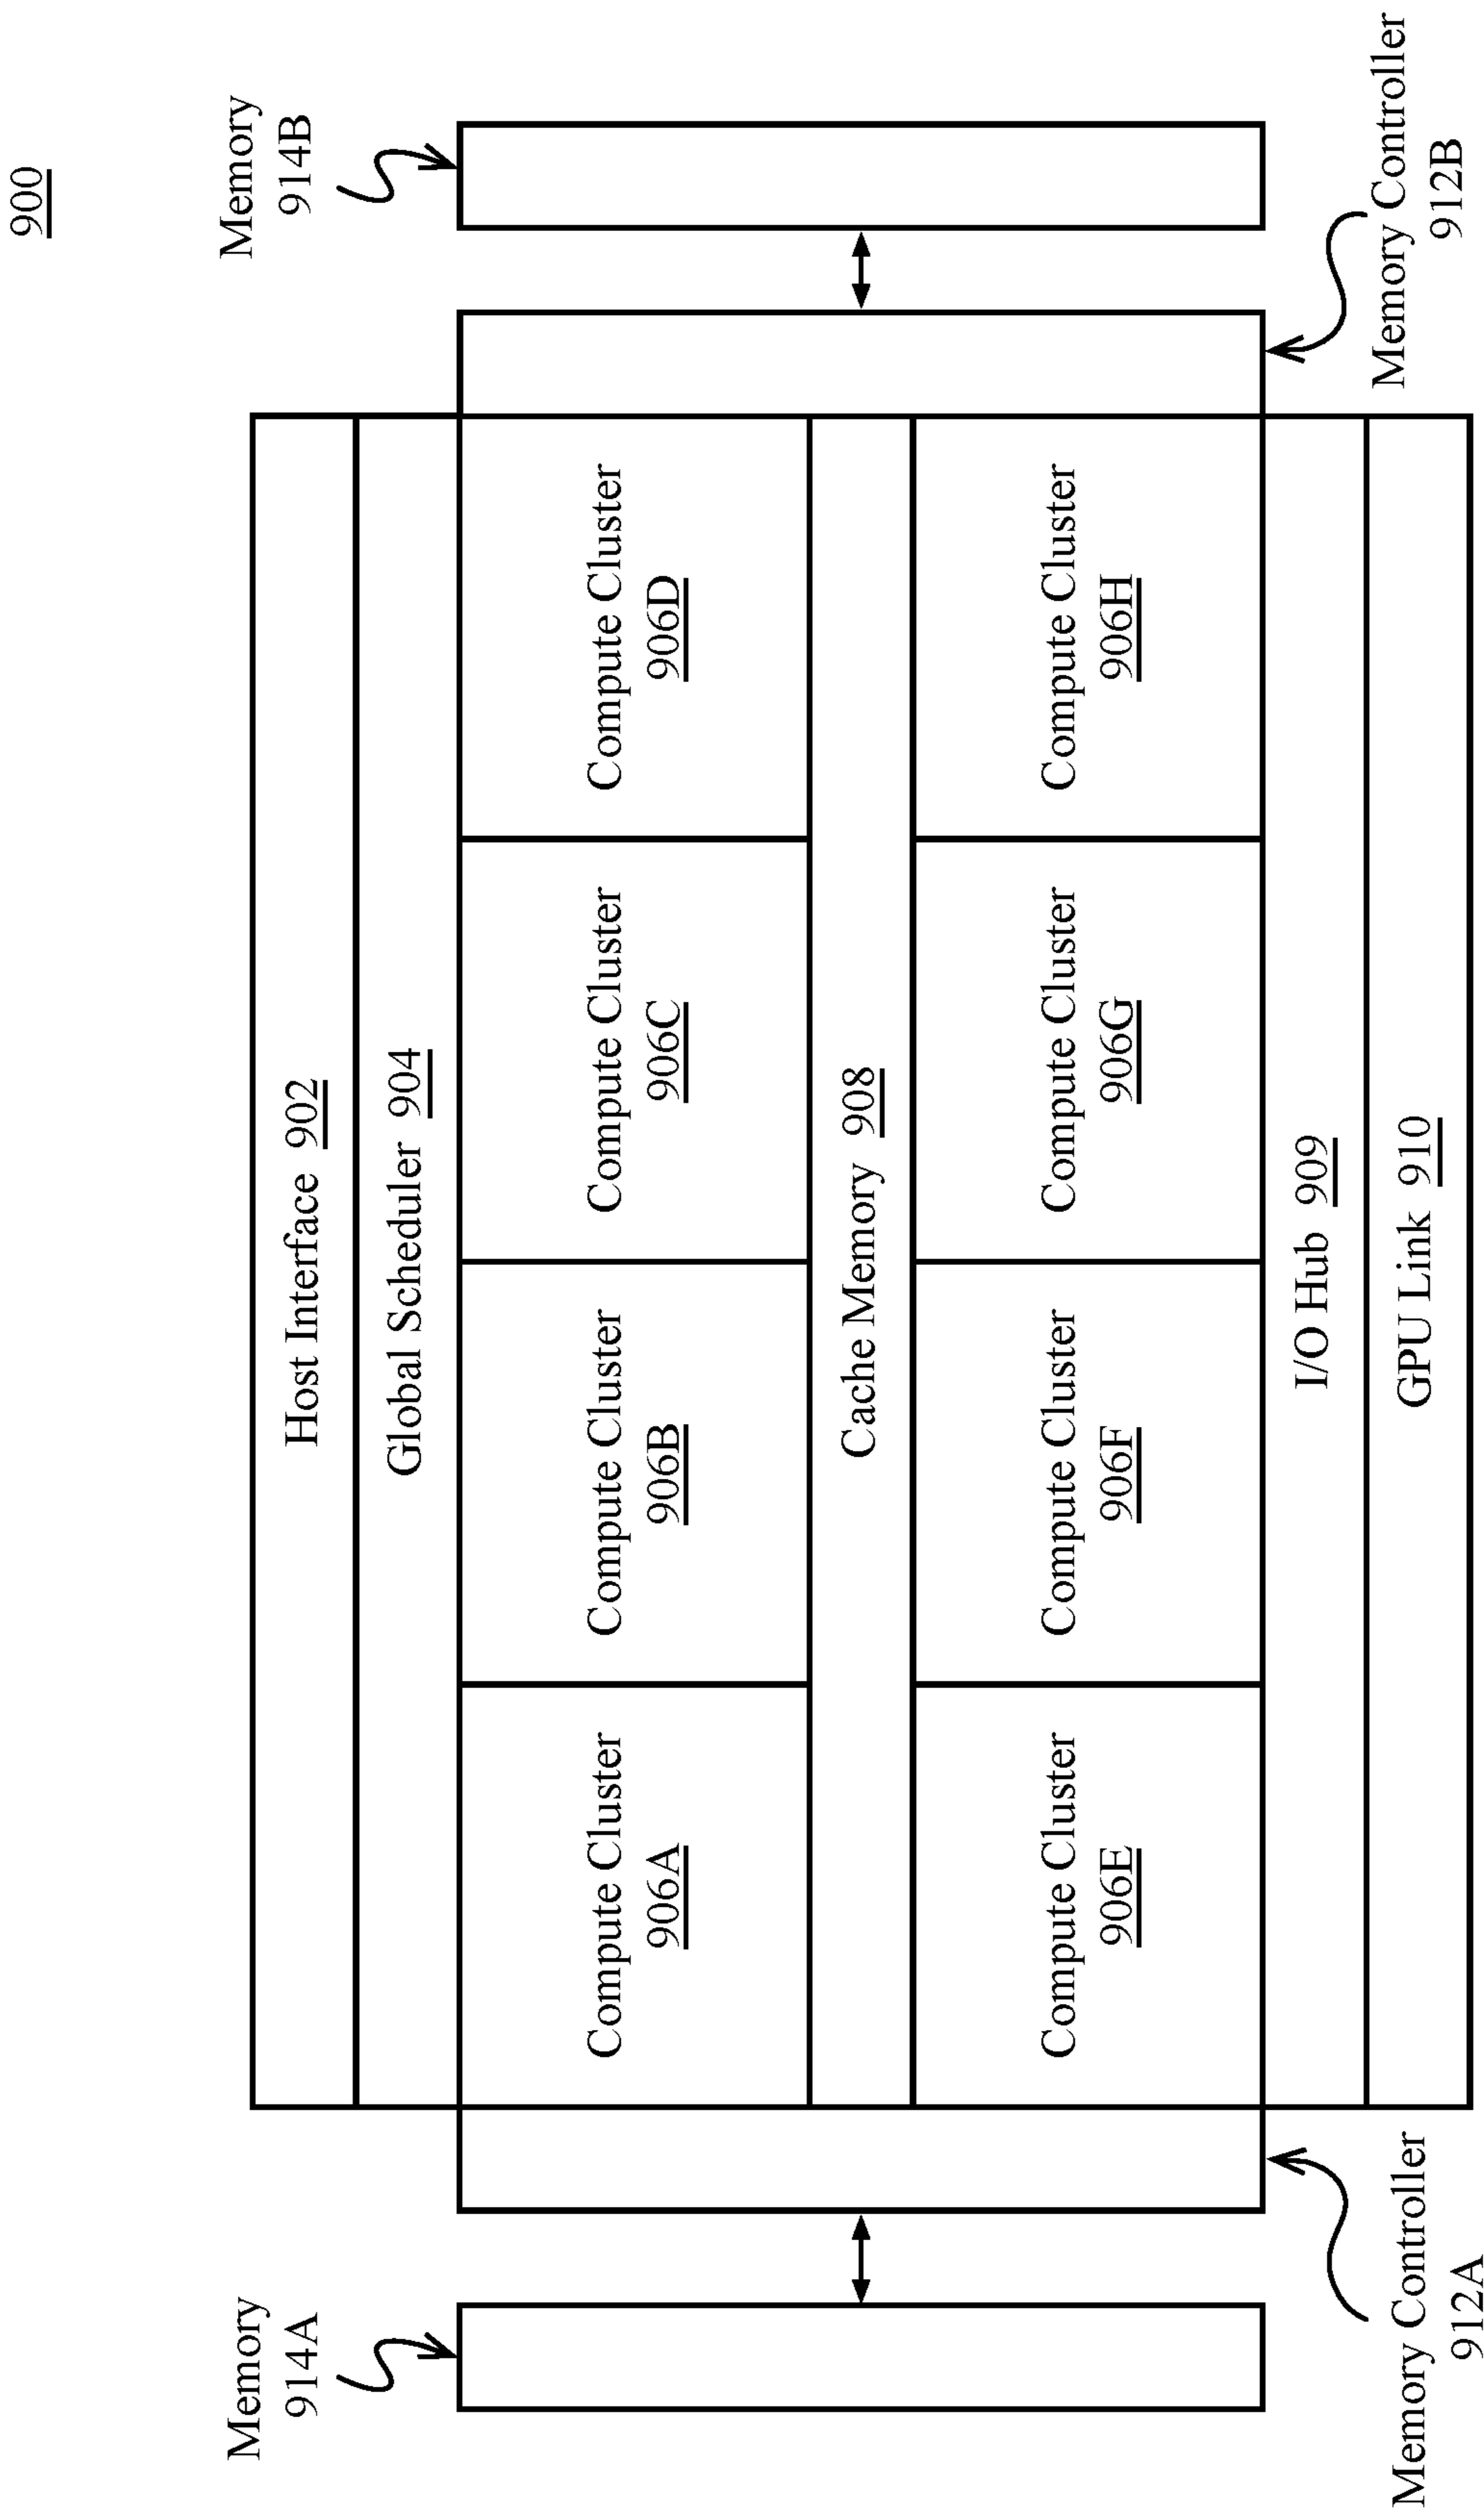 900
Memory
914A
Memory
914B
Host Interface 902
Global Scheduler 904
Compute Cluster
906A
Compute Cluster
906B
Compute Cluster
906C
Compute Cluster
906D
Cache Memory 908
Compute Cluster
906E
Compute Cluster
906F
Compute Cluster
906G
Compute Cluster
906H
I/O Hub 909
GPU Link 910
Memory Controller
912A
Memory Controller
912B